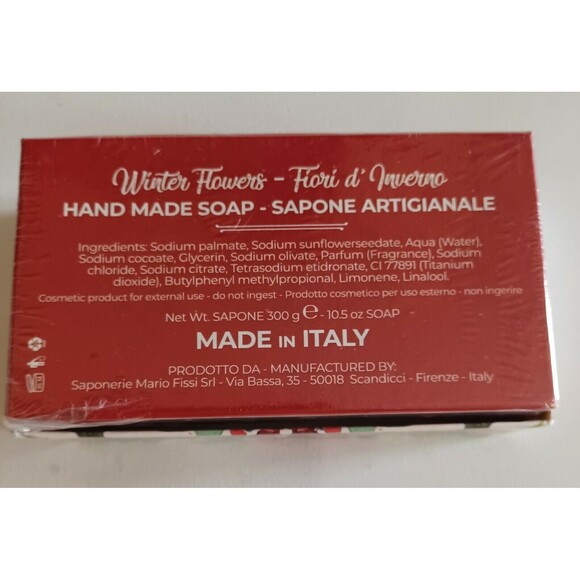 Winter Flowers - Fiori d' Inverno
HAND MADE SOAP - SAPONE ARTIGIANALE
Ingredients: Sodium palmate, Sodium sunflowerseedate, Aqua (Water),
Sodium cocoate, Glycerin, Sodium olivate, Parfum (Fragrance), Sodium
chloride, Sodium citrate, Tetrasodium etidronate, CI 77891 (Titanium
dioxide), Butylphenyl methylpropional, Limonene, Linalool.
Cosmetic product for external use - do not ingest - Prodotto cosmetico per uso esterno - non ingerire
Net Wt. SAPONE 300 g ℮ - 10.5 oz SOAP
MADE IN ITALY
PRODOTTO DA - MANUFACTURED BY:
Saponerie Mario Fissi Srl - Via Bassa, 35 - 50018 Scandicci - Firenze - Italy